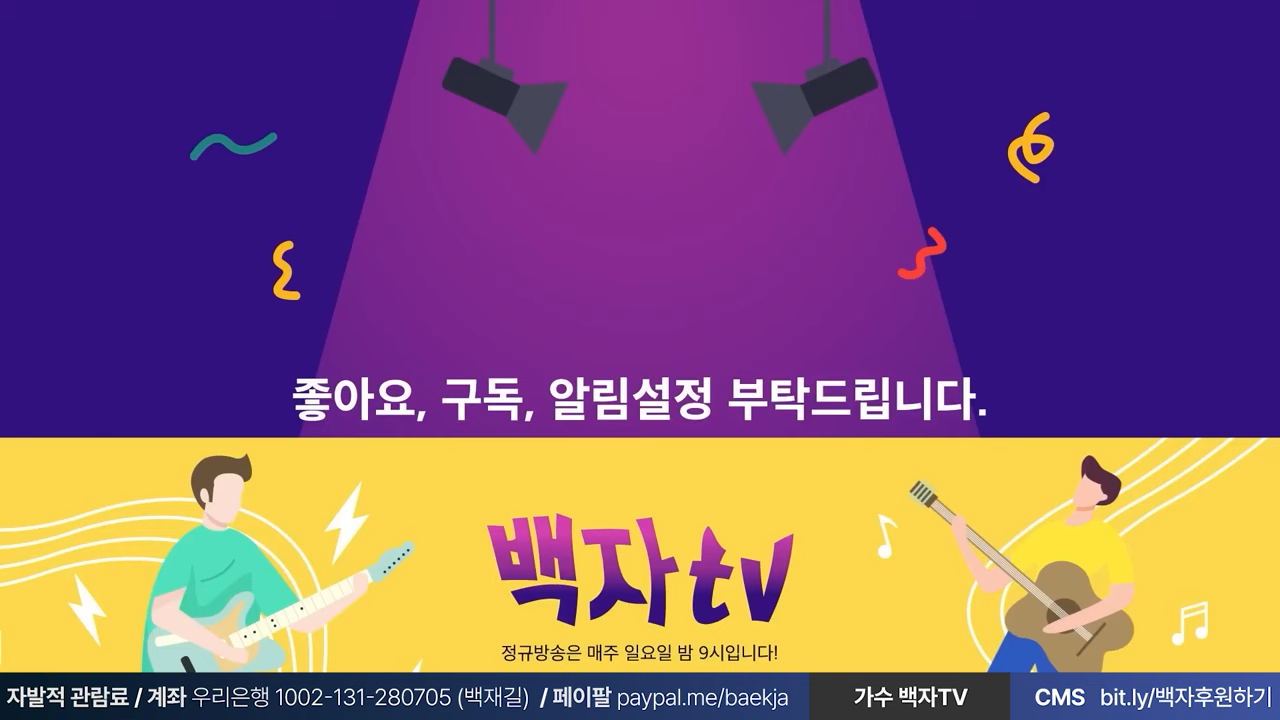 좋아요, 구독, 알림설정 부탁드립니다.
백자tv
정규방송은 매주 일요일 밤 9시입니다!
자발적 관람료 / 계좌 우리은행 1002-131-280705 (백재길) / 페이팔 paypal.me/baekja
가수 백자TV
CMS bit.ly/백자후원하기